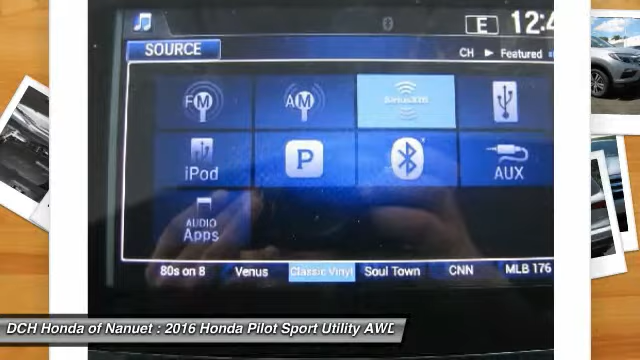 E 12:4
SOURCE
CH ▶ Featured
FM AM SiriusXM
iPod P AUX
AUDIO
Apps
80s on 8 Venus Classic Vinyl Soul Town CNN MLB 176
DCH Honda of Nanuet : 2016 Honda Pilot Sport Utility AWD